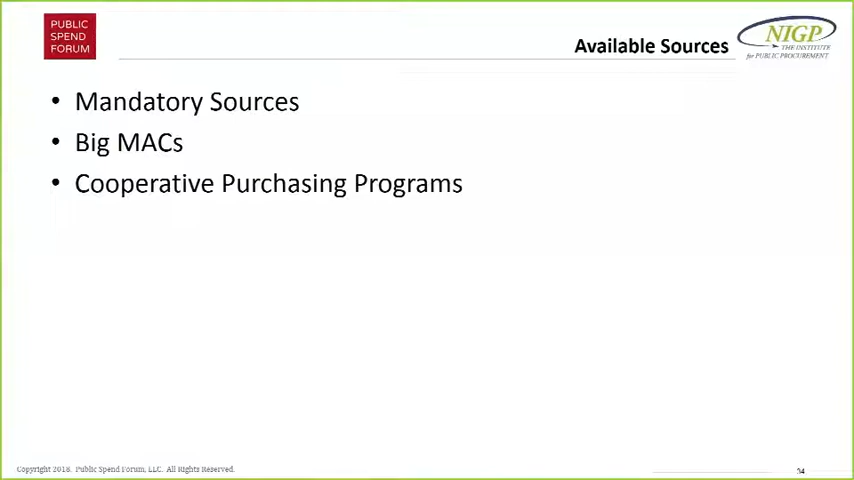 PUBLIC
SPEND
FORUM
Available Sources
NIGP
THE INSTITUTE
for PUBLIC PROCUREMENT
• Mandatory Sources
• Big MACs
• Cooperative Purchasing Programs
Copyright 2018. Public Spend Forum, LLC. All Rights Reserved.
34